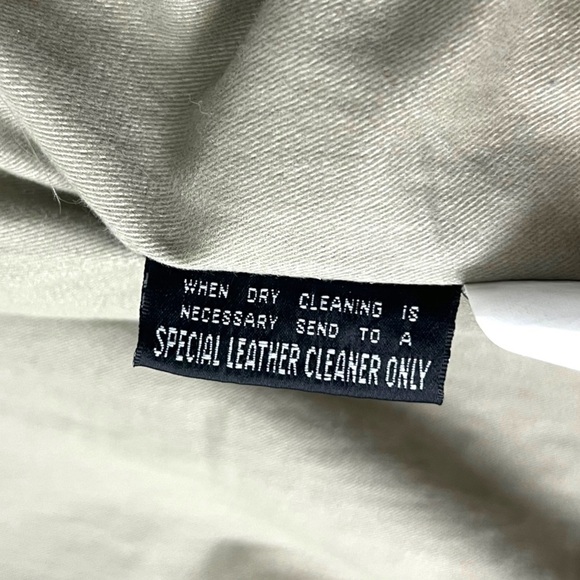 WHEN DRY CLEANING IS
NECESSARY SEND TO A
SPECIAL LEATHER CLEANER ONLY